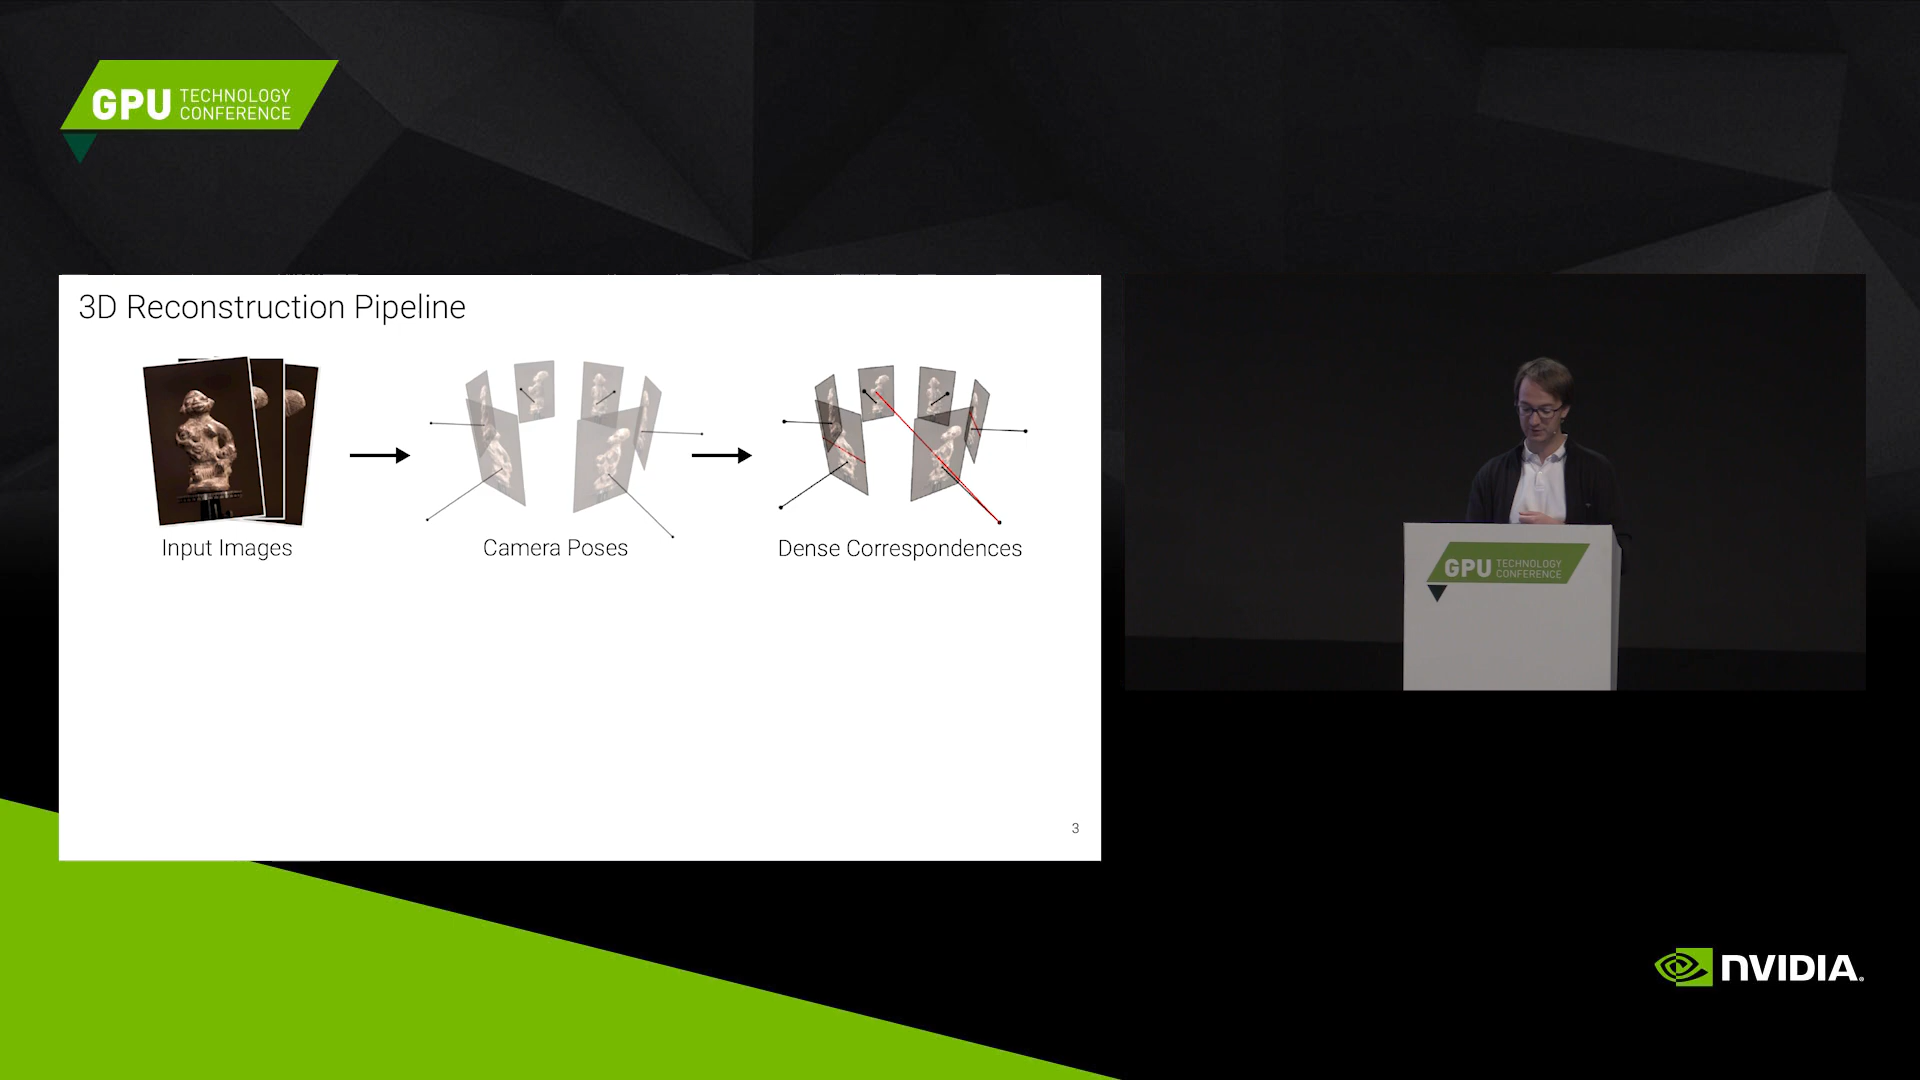 GPU TECHNOLOGY
CONFERENCE
3D Reconstruction Pipeline
Input Images
Camera Poses
Dense Correspondences
3
GPU TECHNOLOGY
CONFERENCE
NVIDIA.